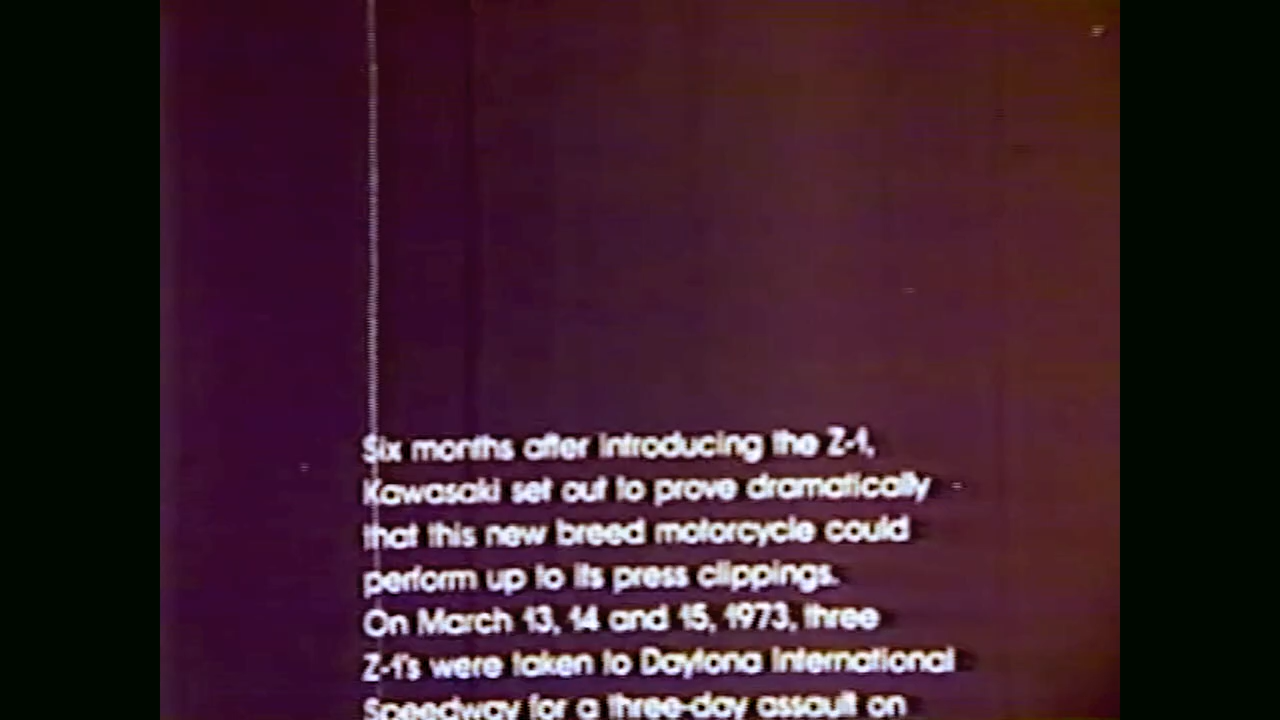 Six months after introducing the Z-1,
Kawasaki set out to prove dramatically
that this new breed motorcycle could
perform up to its press clippings.
On March 13, 14 and 15, 1973, three
Z-1's were taken to Daytona International
Speedway for a three-day assault on